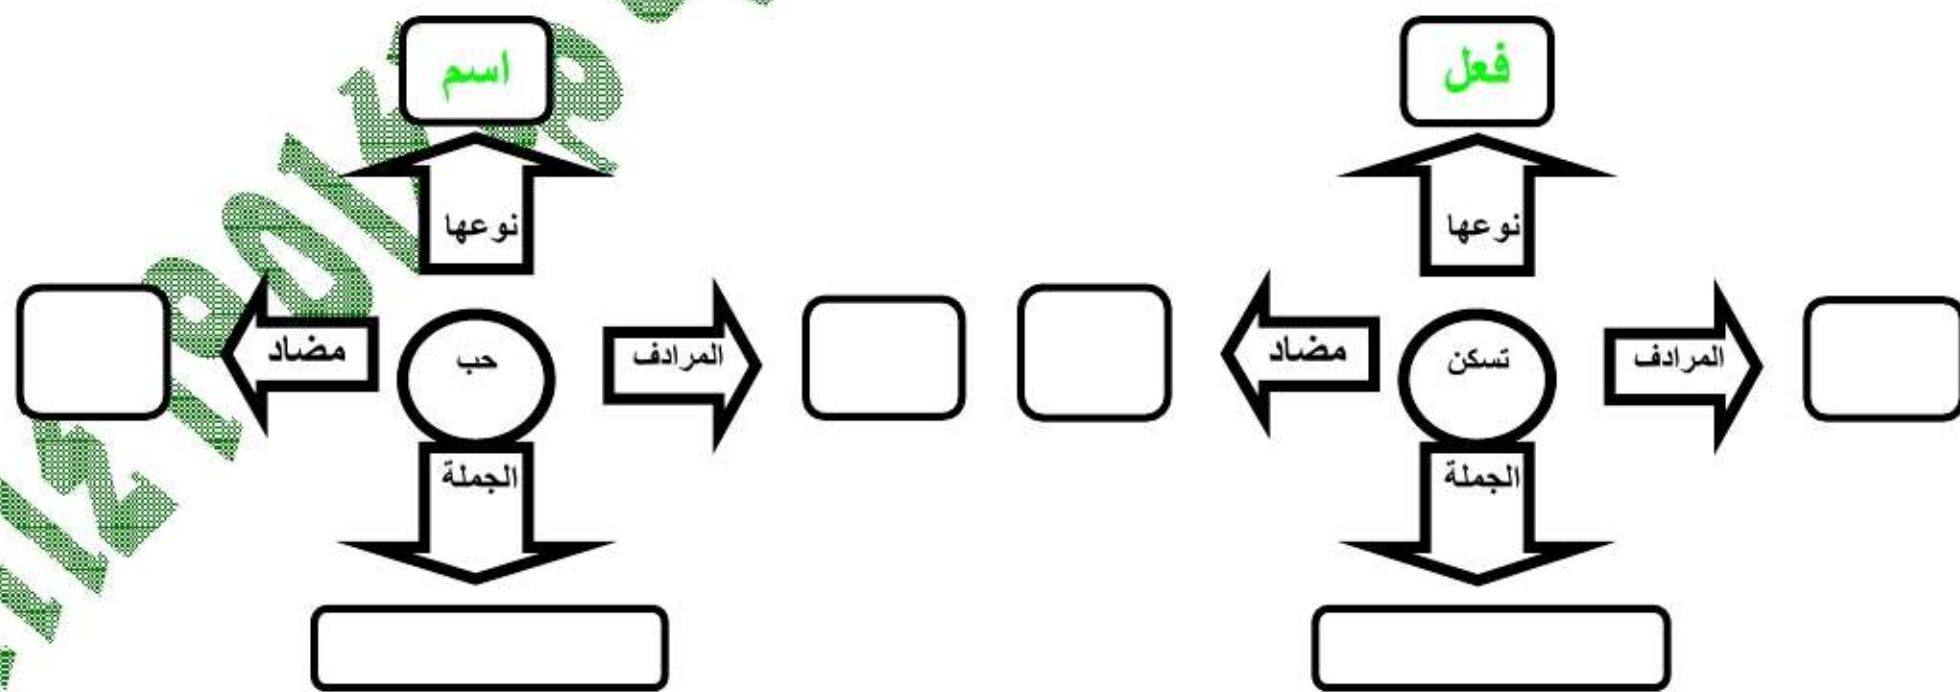 فعل
اسم
نوعها
نوعها
المرادف
تسكن
مضاد
المرادف
حب
مضاد
الجملة
الجملة